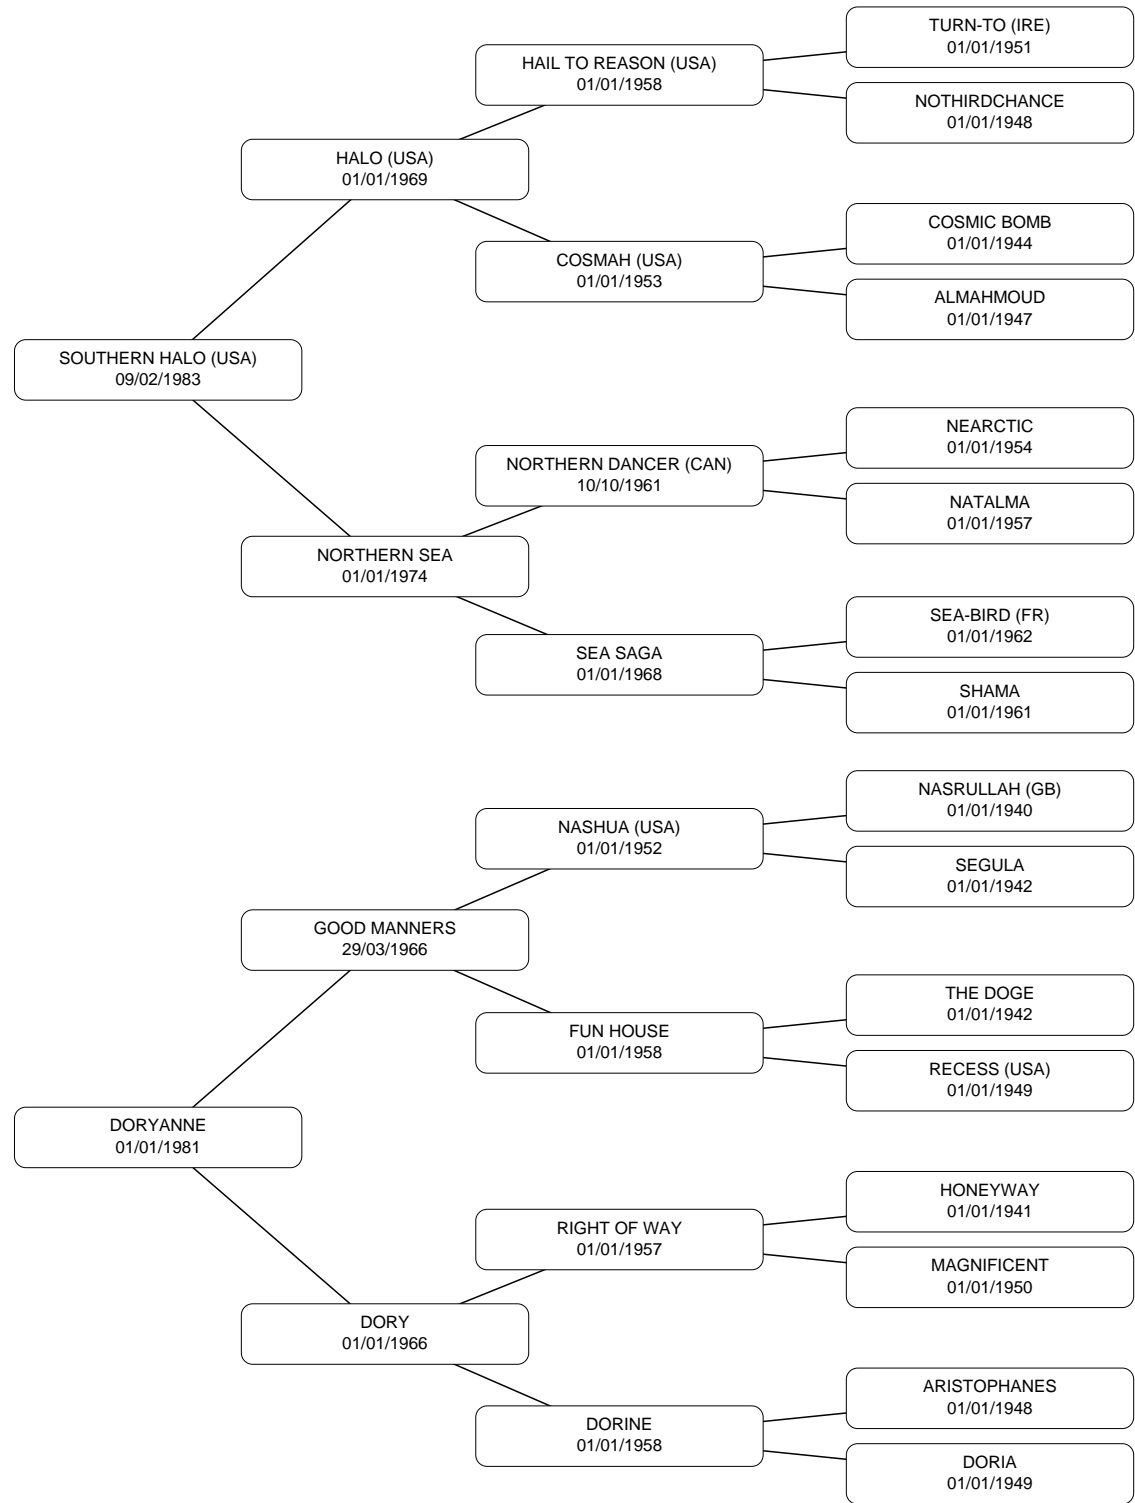 TURN-TO (IRE)
01/01/1951
HAIL TO REASON (USA)
01/01/1958
NOTHIRDCHANCE
01/01/1948
HALO (USA)
01/01/1969
COSMIC BOMB
01/01/1944
COSMAH (USA)
01/01/1953
ALMAHMOUD
01/01/1947
SOUTHERN HALO (USA)
09/02/1983
NEARCTIC
01/01/1954
NORTHERN DANCER (CAN)
10/10/1961
NATALMA
01/01/1957
NORTHERN SEA
01/01/1974
SEA-BIRD (FR)
01/01/1962
SEA SAGA
01/01/1968
SHAMA
01/01/1961
NASRULLAH (GB)
01/01/1940
NASHUA (USA)
01/01/1952
SEGULA
01/01/1942
GOOD MANNERS
29/03/1966
THE DOGE
01/01/1942
FUN HOUSE
01/01/1958
RECESS (USA)
01/01/1949
DORYANNE
01/01/1981
HONEYWAY
01/01/1941
RIGHT OF WAY
01/01/1957
MAGNIFICENT
01/01/1950
DORY
01/01/1966
ARISTOPHANES
01/01/1948
DORINE
01/01/1958
DORIA
01/01/1949